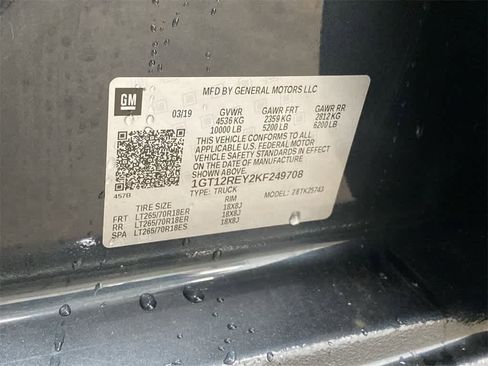 MFD BY GENERAL MOTORS LLC
GM
03/19 GVWR GAWR FRT GAWR RR
4536 KG 2359 KG 2812 KG
10000 LB 5200 LB 6200 LB
THIS VEHICLE CONFORMS TO ALL
APPLICABLE U.S. FEDERAL MOTOR
VEHICLE SAFETY STANDARDS IN EFFECT
ON THE DATE OF MANUFACTURE
SHOWN ABOVE.
1GT12REY2KF249708
TYPE: TRUCK MODEL:
457B
TIRE SIZE RIM
FRT LT265/70R18ER 18X8J
RR LT265/70R18ER 18X8J
SPA LT265/70R18ES 18X8J